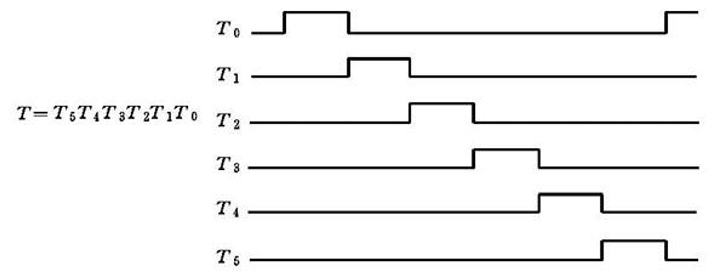 T₀
T₁
T = T₅T₄T₃T₂T₁T₀
T₂
T₃
T₄
T₅